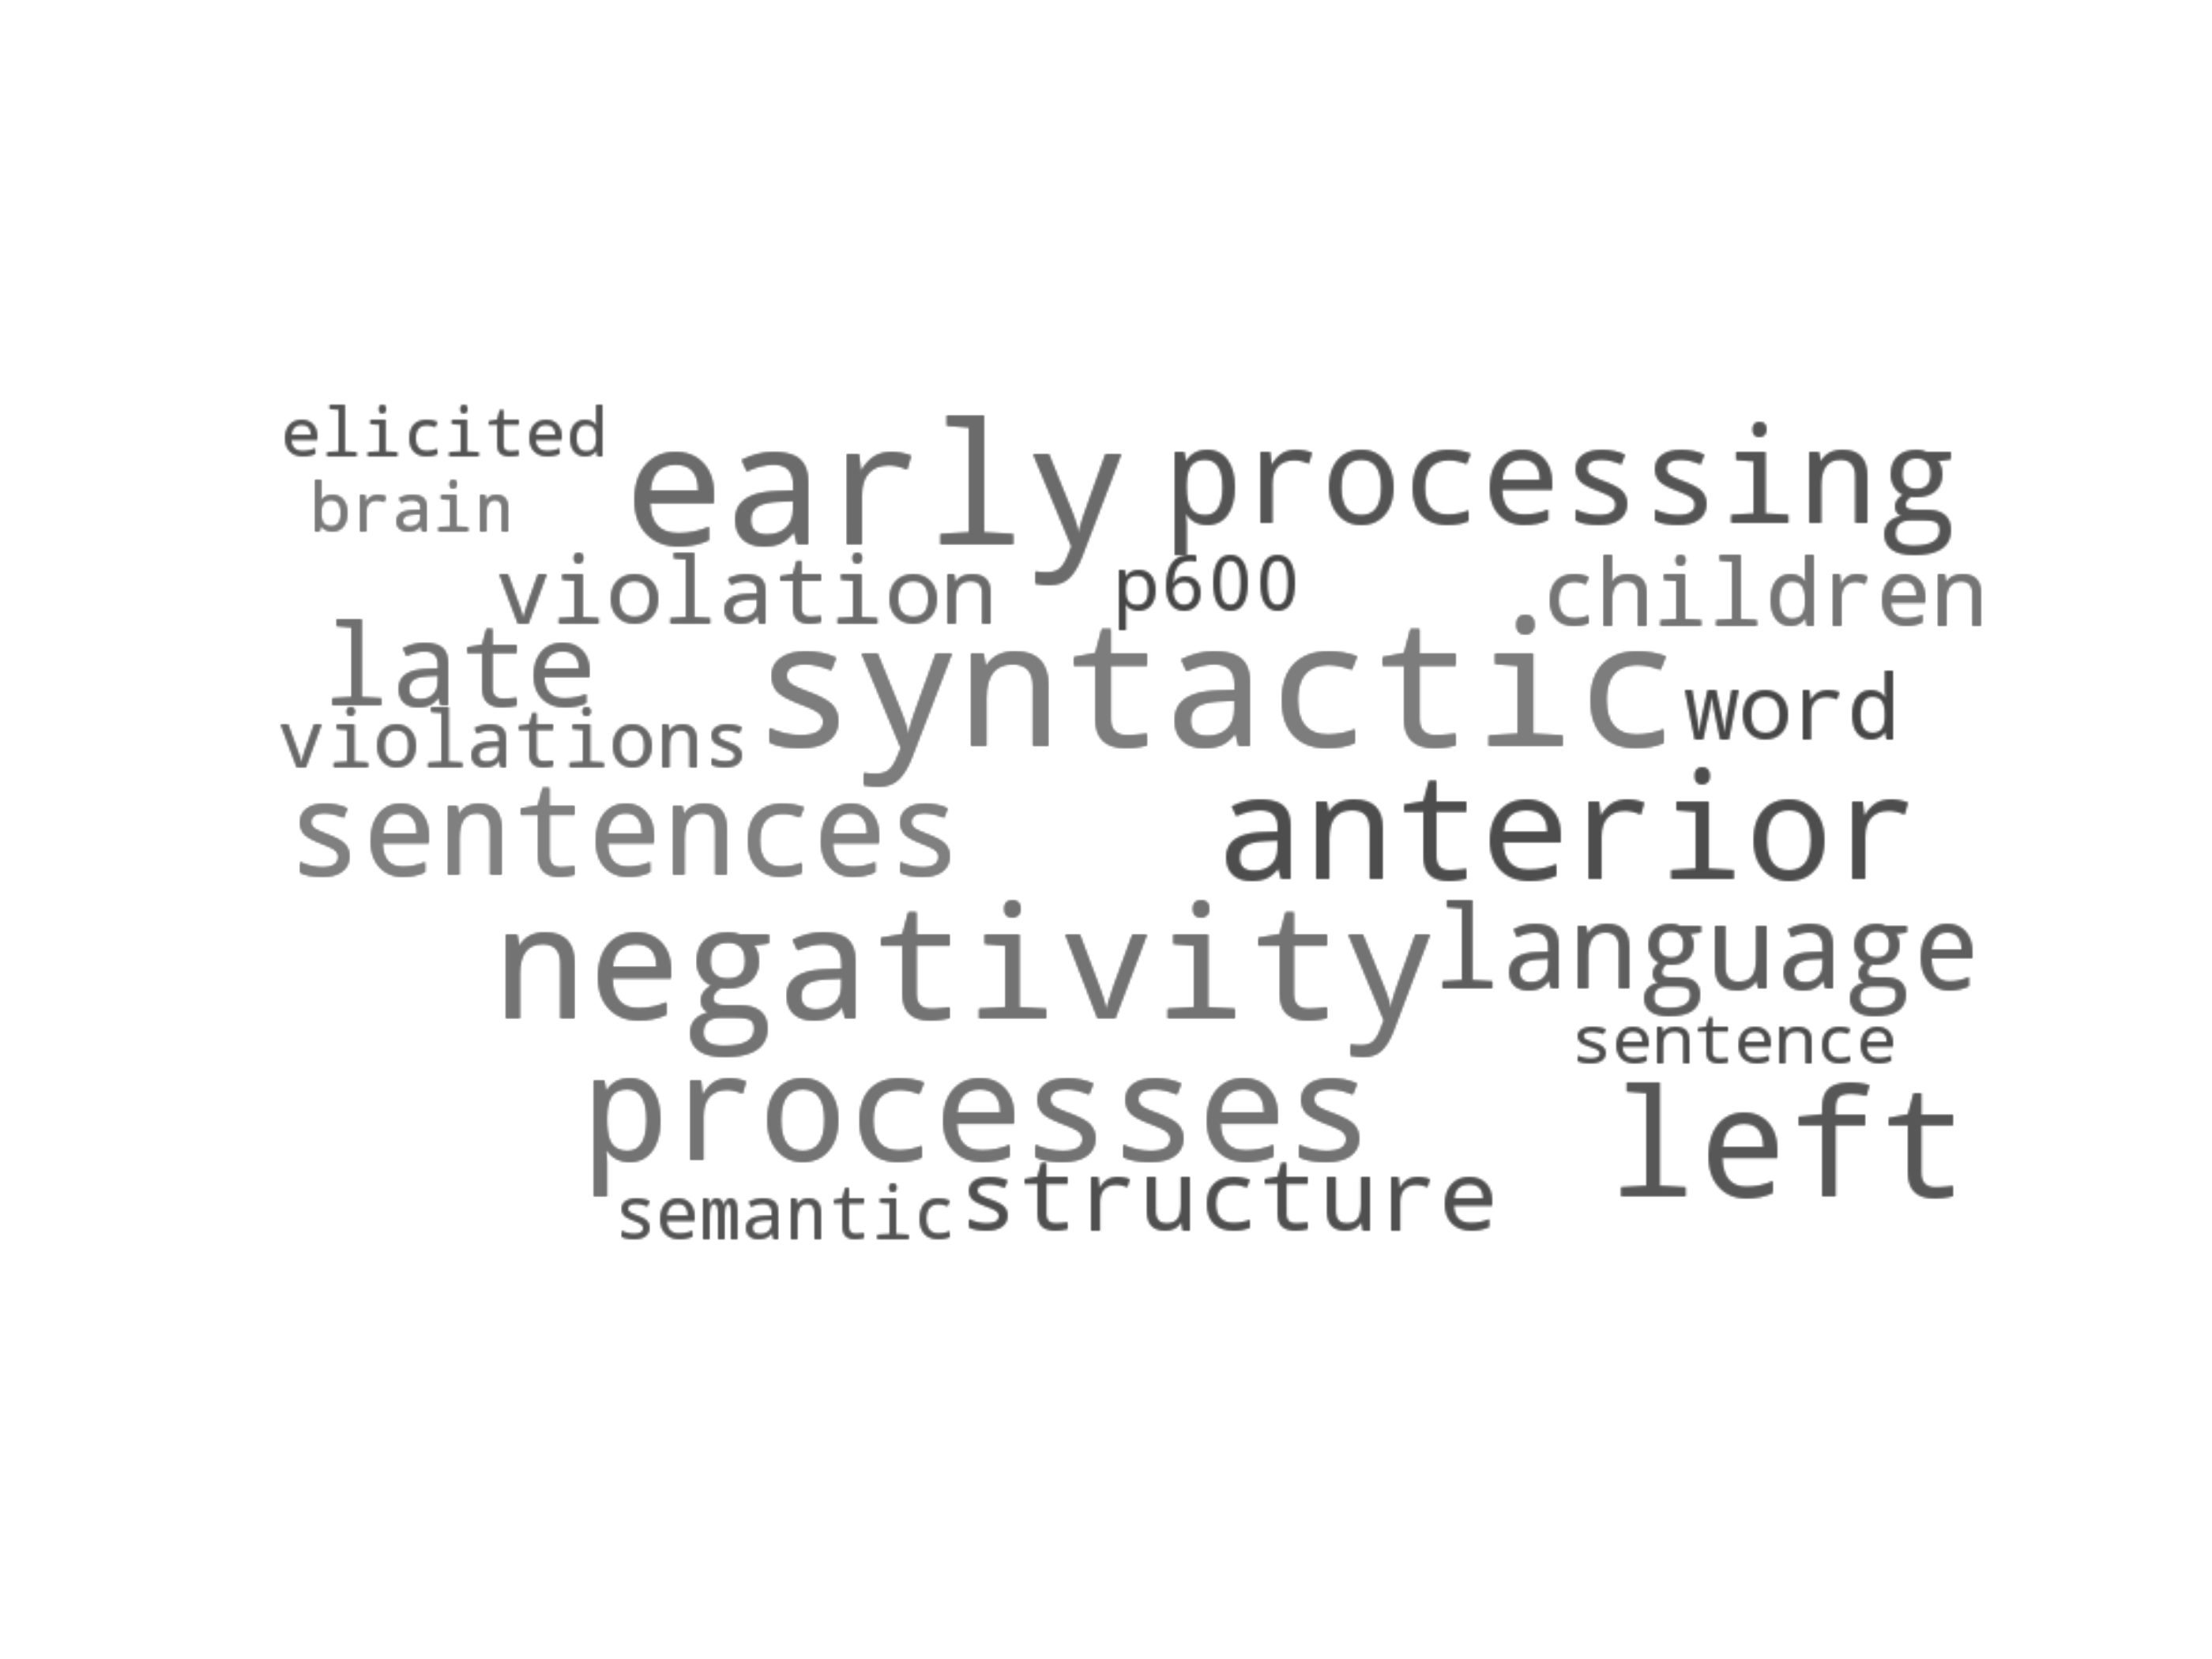 elicited early processing
brain
violation p600 children
late syntactic word
violations
sentences anterior
negativity language
sentence
processes left
semantic structure